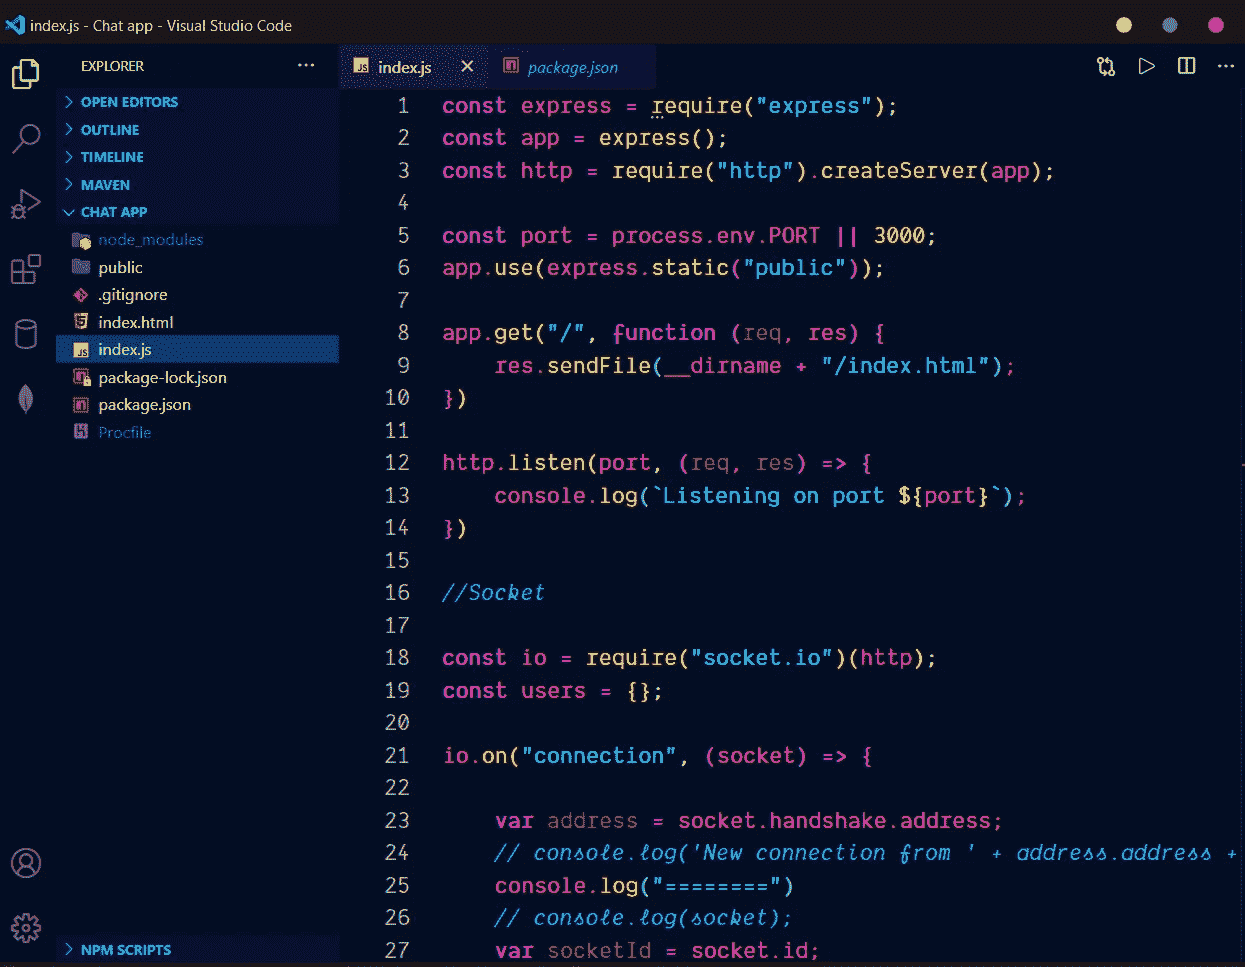 index.js - Chat app - Visual Studio Code
EXPLORER
OPEN EDITORS
OUTLINE
TIMELINE
MAVEN
CHAT APP
node_modules
public
.gitignore
index.html
index.js
package-lock.json
package.json
Procfile
NPM SCRIPTS
index.js
package.json
1 const express = require("express");
2 const app = express();
3 const http = require("http").createServer(app);
4
5 const port = process.env.PORT || 3000;
6 app.use(express.static("public"));
7
8 app.get("/", function (req, res) {
9 res.sendFile(__dirname + "/index.html");
10 })
11
12 http.listen(port, (req, res) => {
13 console.log(`Listening on port ${port}`);
14 })
15
16 //Socket
17
18 const io = require("socket.io")(http);
19 const users = {};
20
21 io.on("connection", (socket) => {
22
23 var address = socket.handshake.address;
24 // console.log('New connection from ' + address.address +
25 console.log("========")
26 // console.log(socket);
27 var socketId = socket.id;